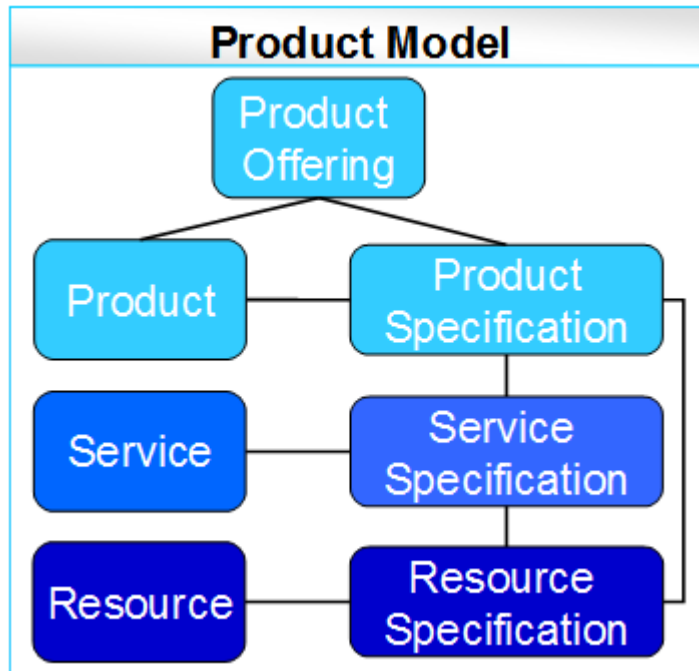 Product Model
Product
Offering
Product
Product
Specification
Service
Service
Specification
Resource
Resource
Specification